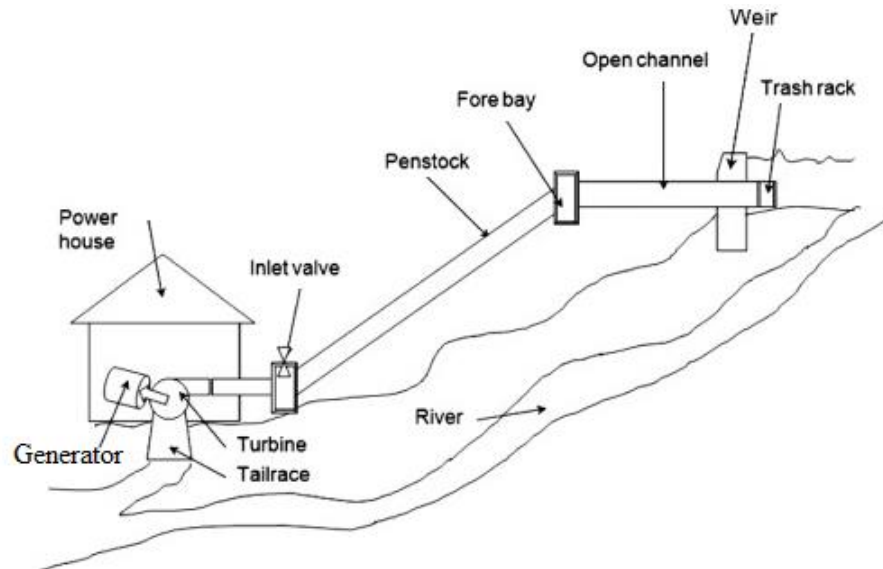 Weir
Open channel
Trash rack
Fore bay
Penstock
Power
house
Inlet valve
River
Turbine
Generator
Tailrace